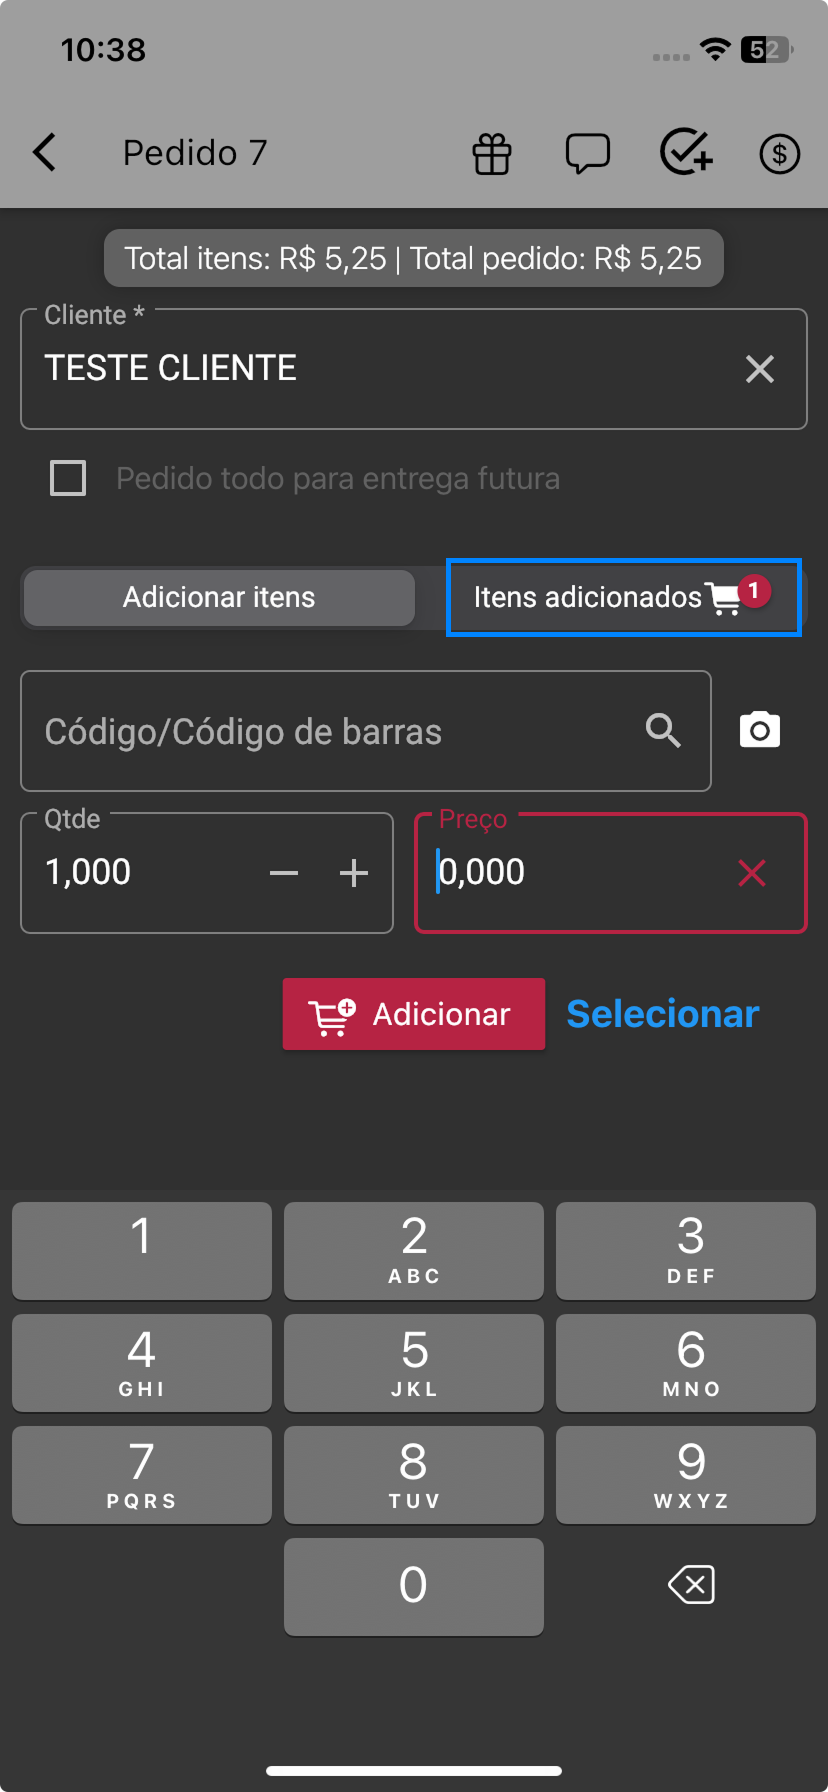 10:38
52
Pedido 7
$
Total itens: R$ 5,25 | Total pedido: R$ 5,25
Cliente *
TESTE CLIENTE
Pedido todo para entrega futura
Adicionar itens
Itens adicionados 1
Código/Código de barras
Qtde
Preço
1,000
0,000
Adicionar
Selecionar
1
2
3
ABC
DEF
4
5
6
GHI
JKL
MNO
7
8
9
PQRS
TUV
WXYZ
0